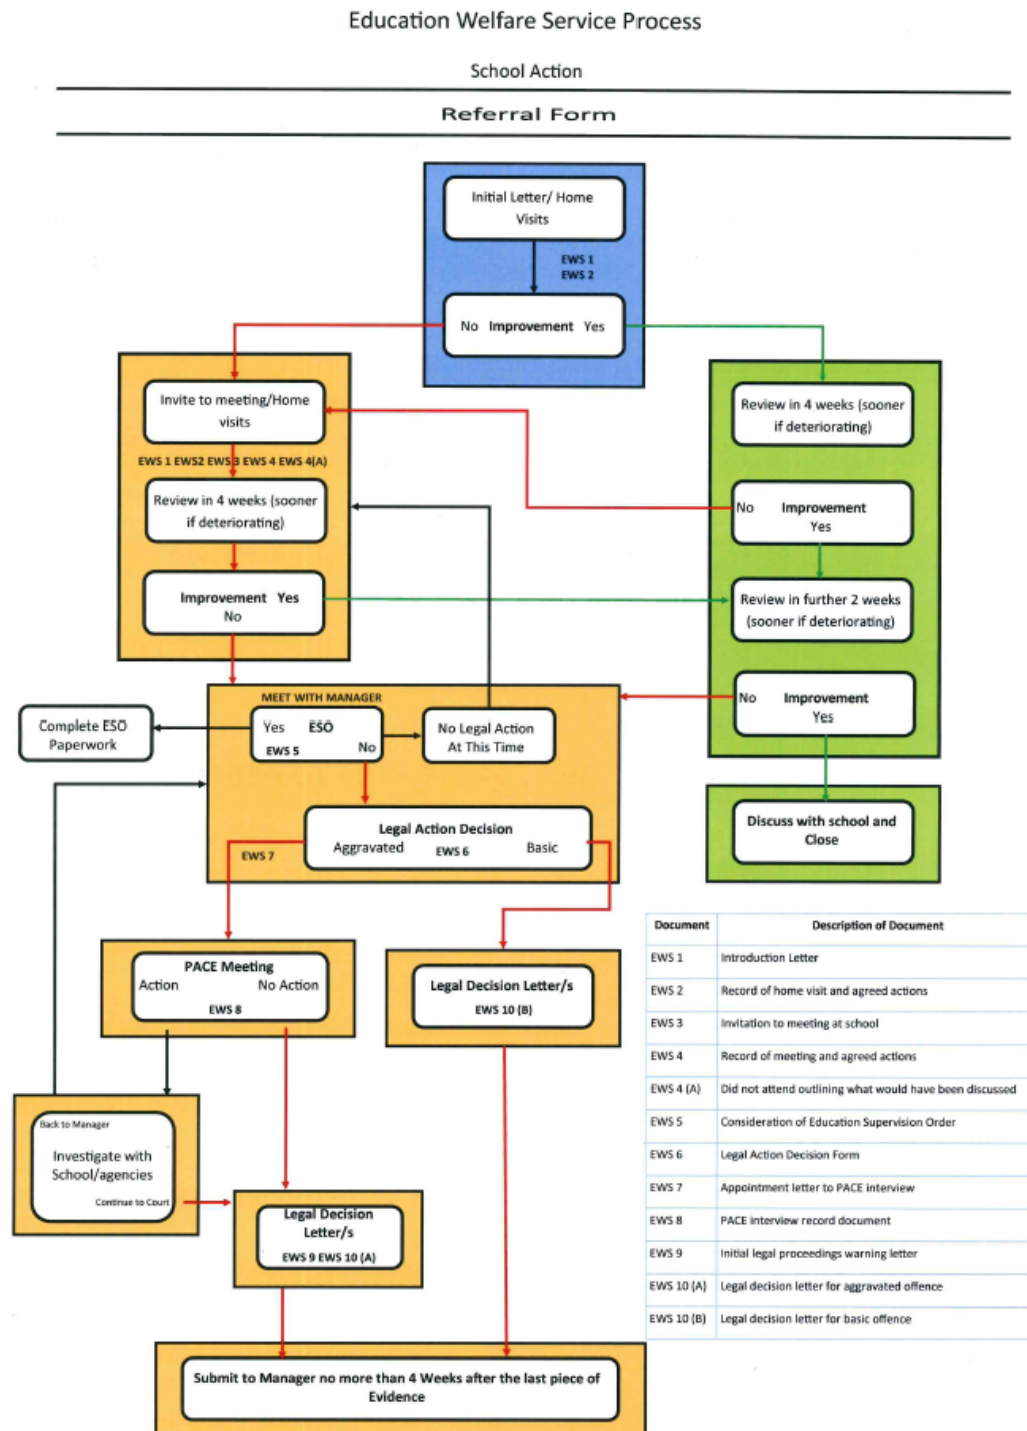 Education Welfare Service Process
School Action
Referral Form
Initial Letter/ Home
Visits
EWS 1
EWS 2
No Improvement Yes
Invite to meeting/Home
visits
EWS 1 EWS2 EWS 3 EWS 4 EWS 4(A)
Review in 4 weeks (sooner
if deteriorating)
Improvement Yes
No
Review in 4 weeks (sooner
if deteriorating)
No Improvement
Yes
Review in further 2 weeks
(sooner if deteriorating)
No Improvement
Yes
Discuss with school and
Close
MEET WITH MANAGER
Complete ESO
Paperwork
Yes ESO
EWS 5 No
No Legal Action
At This Time
Legal Action Decision
Aggravated EWS 6 Basic
EWS 7
PACE Meeting
Action No Action
EWS 8
Legal Decision Letter/s
EWS 10 (B)
Back to Manager
Investigate with
School/agencies
Continue to Court
Legal Decision
Letter/s
EWS 9 EWS 10 (A)
Submit to Manager no more than 4 Weeks after the last piece of
Evidence
Document Description of Document
EWS 1 Introduction Letter
EWS 2 Record of home visit and agreed actions
EWS 3 Invitation to meeting at school
EWS 4 Record of meeting and agreed actions
EWS 4 (A) Did not attend outlining what would have been discussed
EWS 5 Consideration of Education Supervision Order
EWS 6 Legal Action Decision Form
EWS 7 Appointment letter to PACE interview
EWS 8 PACE interview record document
EWS 9 Initial legal proceedings warning letter
EWS 10 (A) Legal decision letter for aggravated offence
EWS 10 (B) Legal decision letter for basic offence